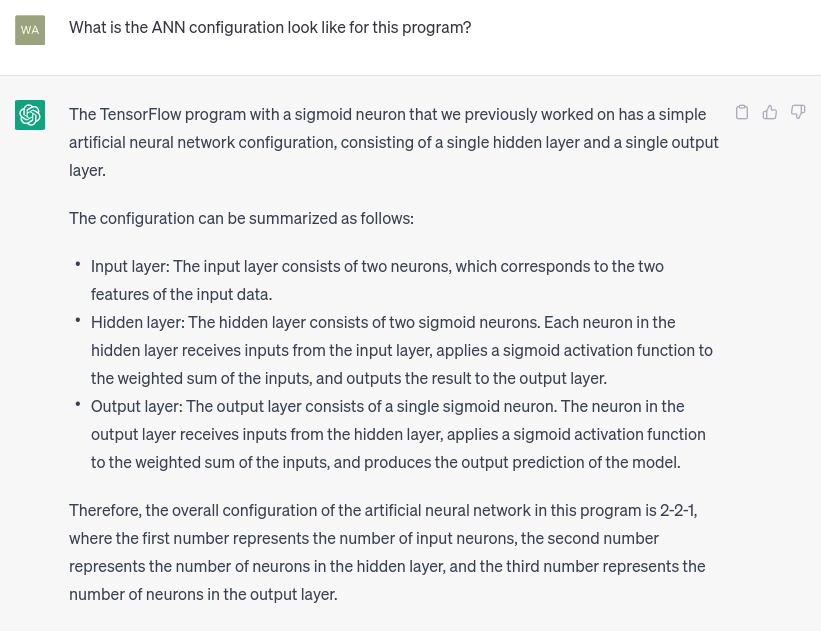 WA
What is the ANN configuration look like for this program?
The TensorFlow program with a sigmoid neuron that we previously worked on has a simple
artificial neural network configuration, consisting of a single hidden layer and a single output
layer.
The configuration can be summarized as follows:
• Input layer: The input layer consists of two neurons, which corresponds to the two
features of the input data.
• Hidden layer: The hidden layer consists of two sigmoid neurons. Each neuron in the
hidden layer receives inputs from the input layer, applies a sigmoid activation function to
the weighted sum of the inputs, and outputs the result to the output layer.
• Output layer: The output layer consists of a single sigmoid neuron. The neuron in the
output layer receives inputs from the hidden layer, applies a sigmoid activation function
to the weighted sum of the inputs, and produces the output prediction of the model.
Therefore, the overall configuration of the artificial neural network in this program is 2-2-1,
where the first number represents the number of input neurons, the second number
represents the number of neurons in the hidden layer, and the third number represents the
number of neurons in the output layer.